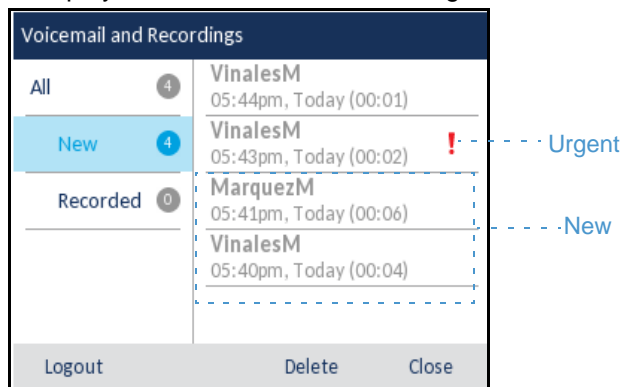 Voicemail and Recordings
All 4
New 4
Recorded 0
VinalesM
05:44pm, Today (00:01)
VinalesM
05:43pm, Today (00:02) !
Urgent
MarquezM
05:41pm, Today (00:06)
New
VinalesM
05:40pm, Today (00:04)
Logout Delete Close